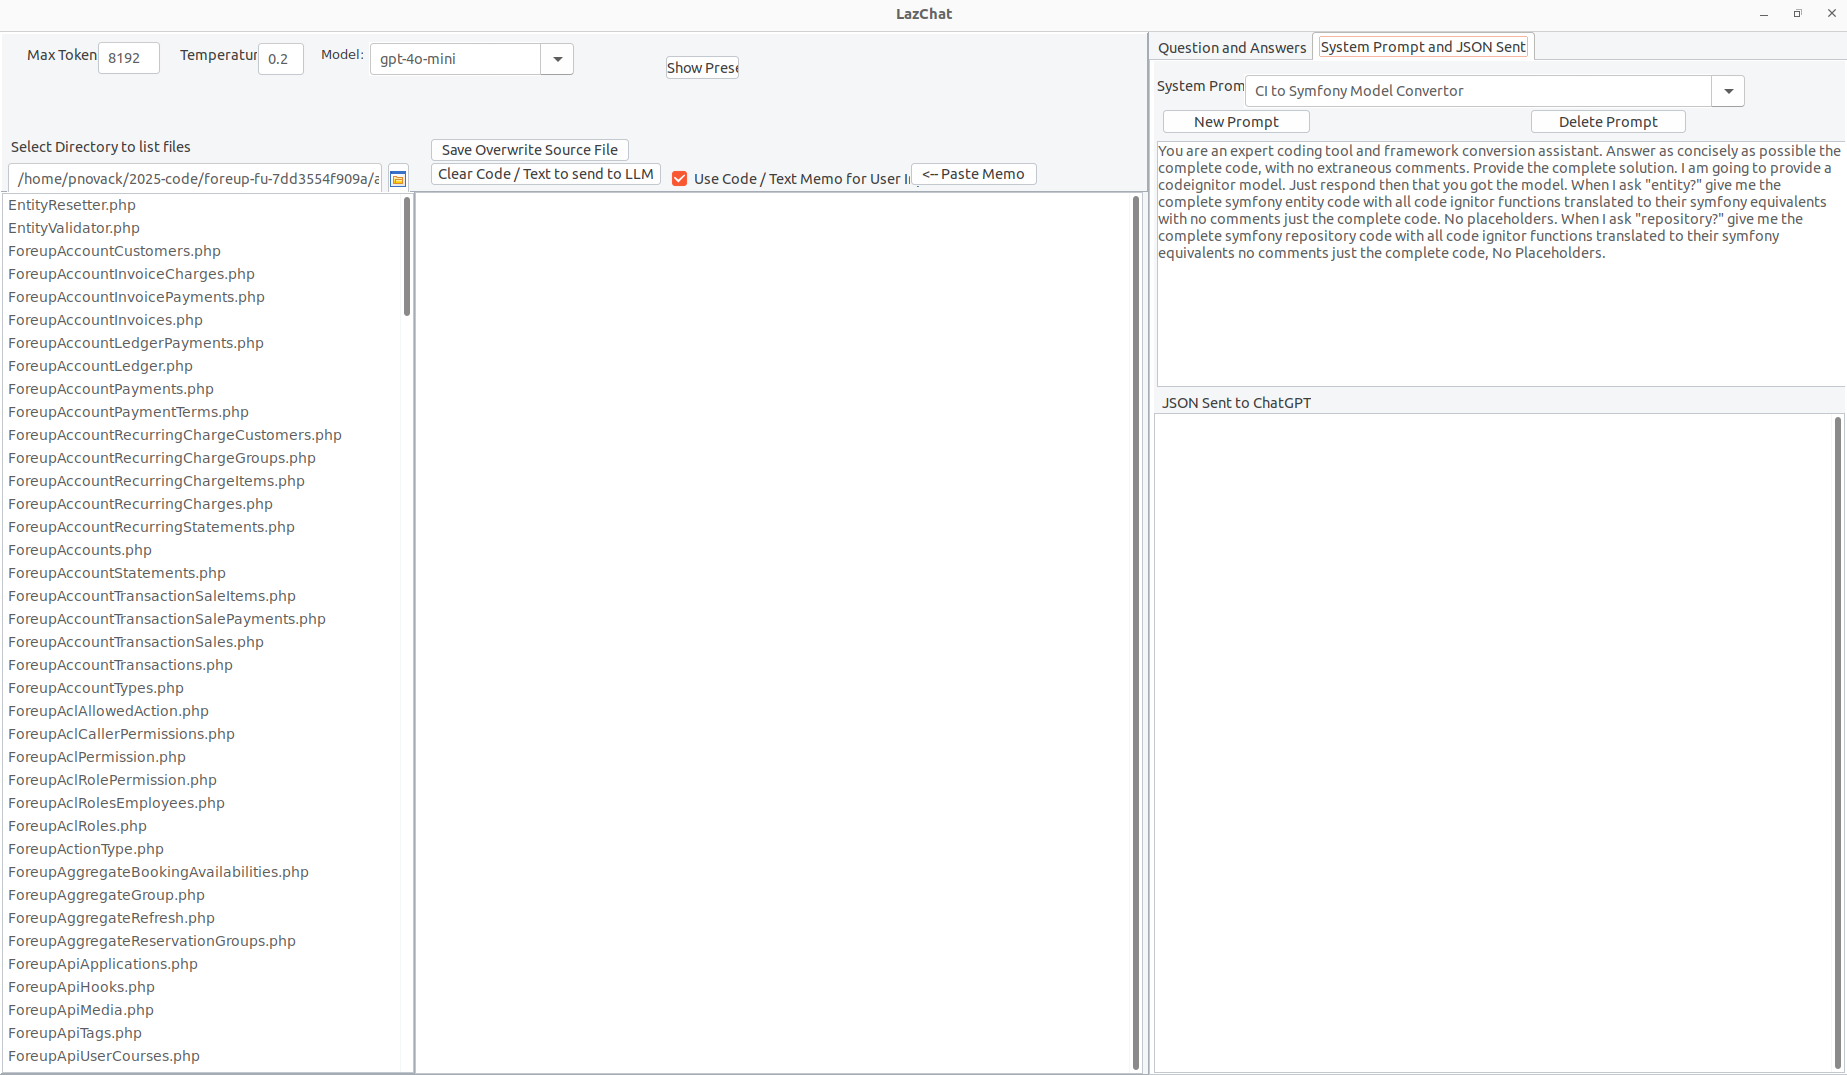 LazChat
Max Token
8192
Temperatur
0.2
Model:
gpt-4o-mini
Show Prese
Select Directory to list files
/home/pnovack/2025-code/foreup-fu-7dd3554f909a/a
Save Overwrite Source File
Clear Code / Text to send to LLM
Use Code / Text Memo for User I
<-- Paste Memo
EntityResetter.php
EntityValidator.php
ForeupAccountCustomers.php
ForeupAccountInvoiceCharges.php
ForeupAccountInvoicePayments.php
ForeupAccountInvoices.php
ForeupAccountLedgerPayments.php
ForeupAccountLedger.php
ForeupAccountPayments.php
ForeupAccountPaymentTerms.php
ForeupAccountRecurringChargeCustomers.php
ForeupAccountRecurringChargeGroups.php
ForeupAccountRecurringChargeItems.php
ForeupAccountRecurringCharges.php
ForeupAccountRecurringStatements.php
ForeupAccounts.php
ForeupAccountStatements.php
ForeupAccountTransactionSaleItems.php
ForeupAccountTransactionSalePayments.php
ForeupAccountTransactionSales.php
ForeupAccountTransactions.php
ForeupAccountTypes.php
ForeupAclAllowedAction.php
ForeupAclCallerPermissions.php
ForeupAclPermission.php
ForeupAclRolePermission.php
ForeupAclRolesEmployees.php
ForeupAclRoles.php
ForeupActionType.php
ForeupAggregateBookingAvailabilities.php
ForeupAggregateGroup.php
ForeupAggregateRefresh.php
ForeupAggregateReservationGroups.php
ForeupApiApplications.php
ForeupApiHooks.php
ForeupApiMedia.php
ForeupApiTags.php
ForeupApiUserCourses.php
Question and Answers
System Prompt and JSON Sent
System Prom
CI to Symfony Model Convertor
New Prompt
Delete Prompt
You are an expert coding tool and framework conversion assistant. Answer as concisely as possible the
complete code, with no extraneous comments. Provide the complete solution. I am going to provide a
codeignitor model. Just respond then that you got the model. When I ask "entity?" give me the
complete symfony entity code with all code ignitor functions translated to their symfony equivalents
with no comments just the complete code. No placeholders. When I ask "repository?" give me the
complete symfony repository code with all code ignitor functions translated to their symfony
equivalents no comments just the complete code, No Placeholders.
JSON Sent to ChatGPT